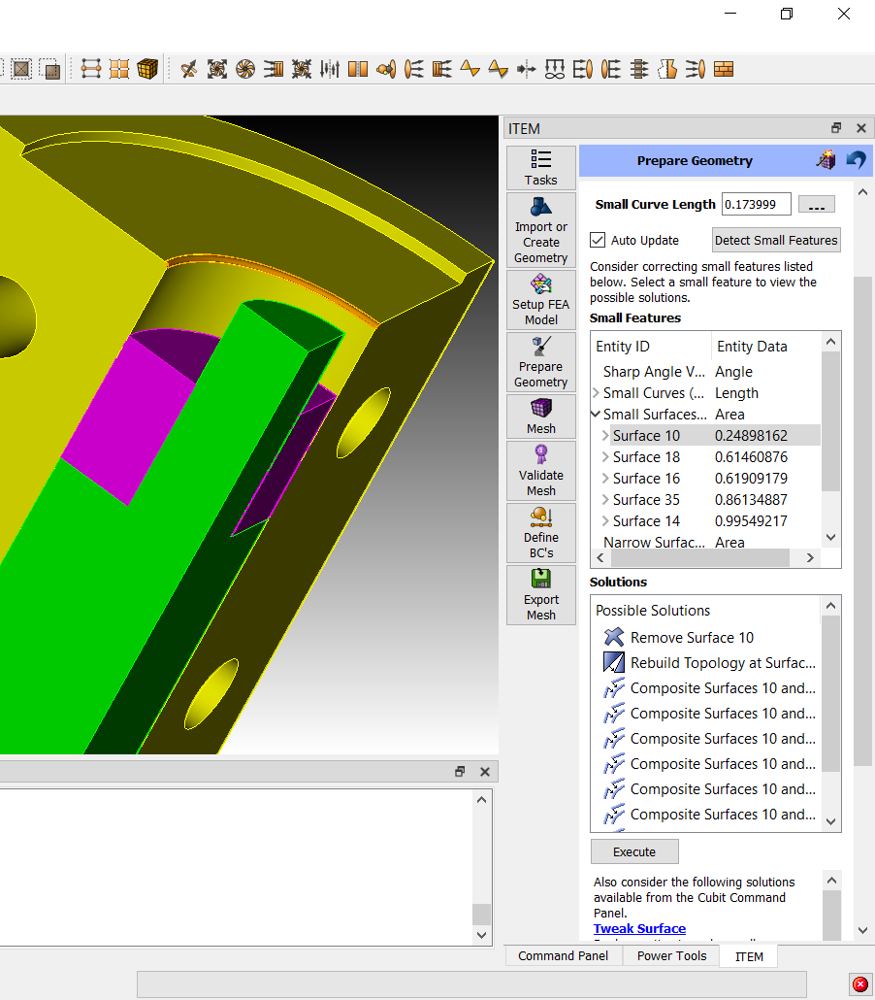 ITEM
Tasks
Import or
Create
Geometry
Setup FEA
Model
Prepare
Geometry
Mesh
Validate
Mesh
Define
BC's
Export
Mesh
Prepare Geometry
Small Curve Length 0.173999 ...
Auto Update Detect Small Features
Consider correcting small features listed
below. Select a small feature to view the
possible solutions.
Small Features
Entity ID Entity Data
Sharp Angle V... Angle
Small Curves (... Length
Small Surfaces... Area
Surface 10 0.24898162
Surface 18 0.61460876
Surface 16 0.61909179
Surface 35 0.86134887
Surface 14 0.99549217
Narrow Surfac... Area
Solutions
Possible Solutions
Remove Surface 10
Rebuild Topology at Surfac...
Composite Surfaces 10 and...
Composite Surfaces 10 and...
Composite Surfaces 10 and...
Composite Surfaces 10 and...
Composite Surfaces 10 and...
Composite Surfaces 10 and...
Execute
Also consider the following solutions
available from the Cubit Command
Panel.
Tweak Surface
Command Panel Power Tools ITEM